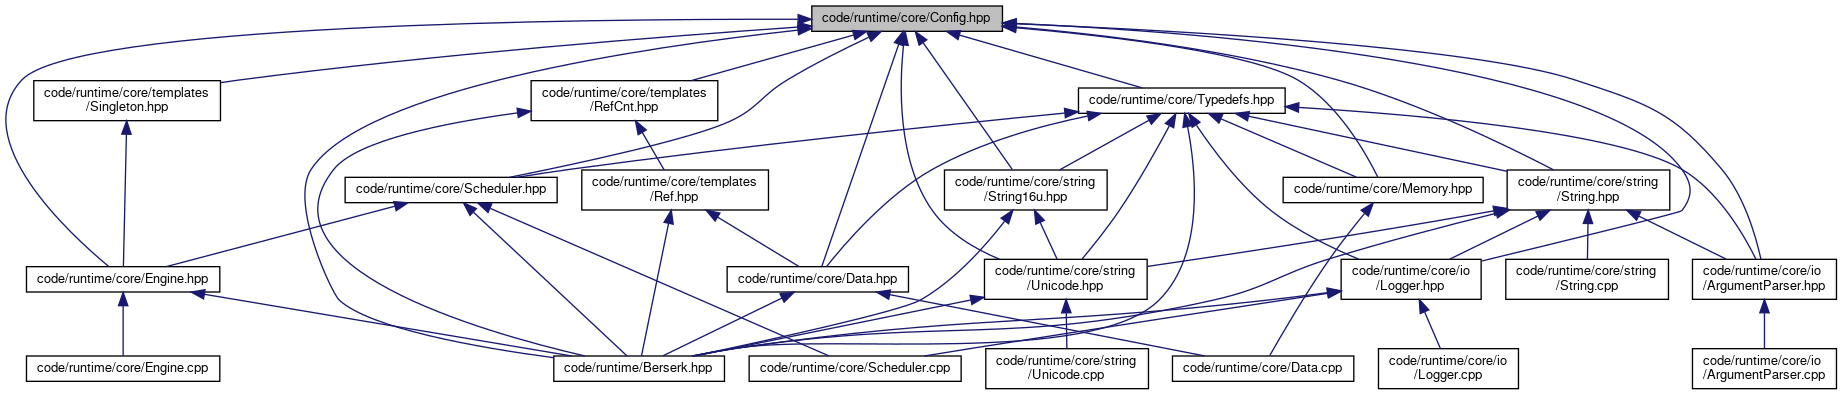 code/runtime/core/Config.hpp
code/runtime/core/templates
/Singleton.hpp
code/runtime/core/templates
/RefCnt.hpp
code/runtime/core/Typedefs.hpp
code/runtime/core/Scheduler.hpp
code/runtime/core/templates
/Ref.hpp
code/runtime/core/string
/String16u.hpp
code/runtime/core/Memory.hpp
code/runtime/core/string
/String.hpp
code/runtime/core/Engine.hpp
code/runtime/core/Data.hpp
code/runtime/core/string
/Unicode.hpp
code/runtime/core/io
/Logger.hpp
code/runtime/core/string
/String.cpp
code/runtime/core/io
/ArgumentParser.hpp
code/runtime/core/Engine.cpp
code/runtime/Berserk.hpp
code/runtime/core/Scheduler.cpp
code/runtime/core/string
/Unicode.cpp
code/runtime/core/Data.cpp
code/runtime/core/io
/Logger.cpp
code/runtime/core/io
/ArgumentParser.cpp